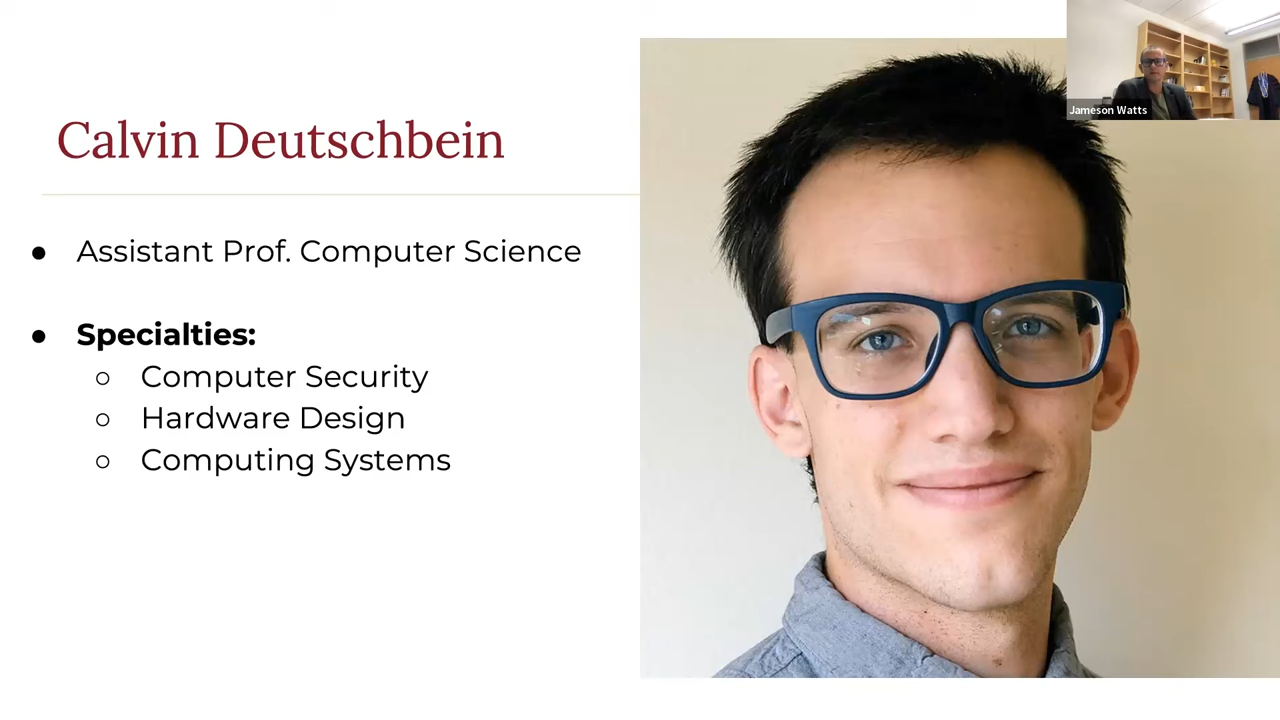 Jameson Watts
Calvin Deutschbein
● Assistant Prof. Computer Science
● Specialties:
○ Computer Security
○ Hardware Design
○ Computing Systems